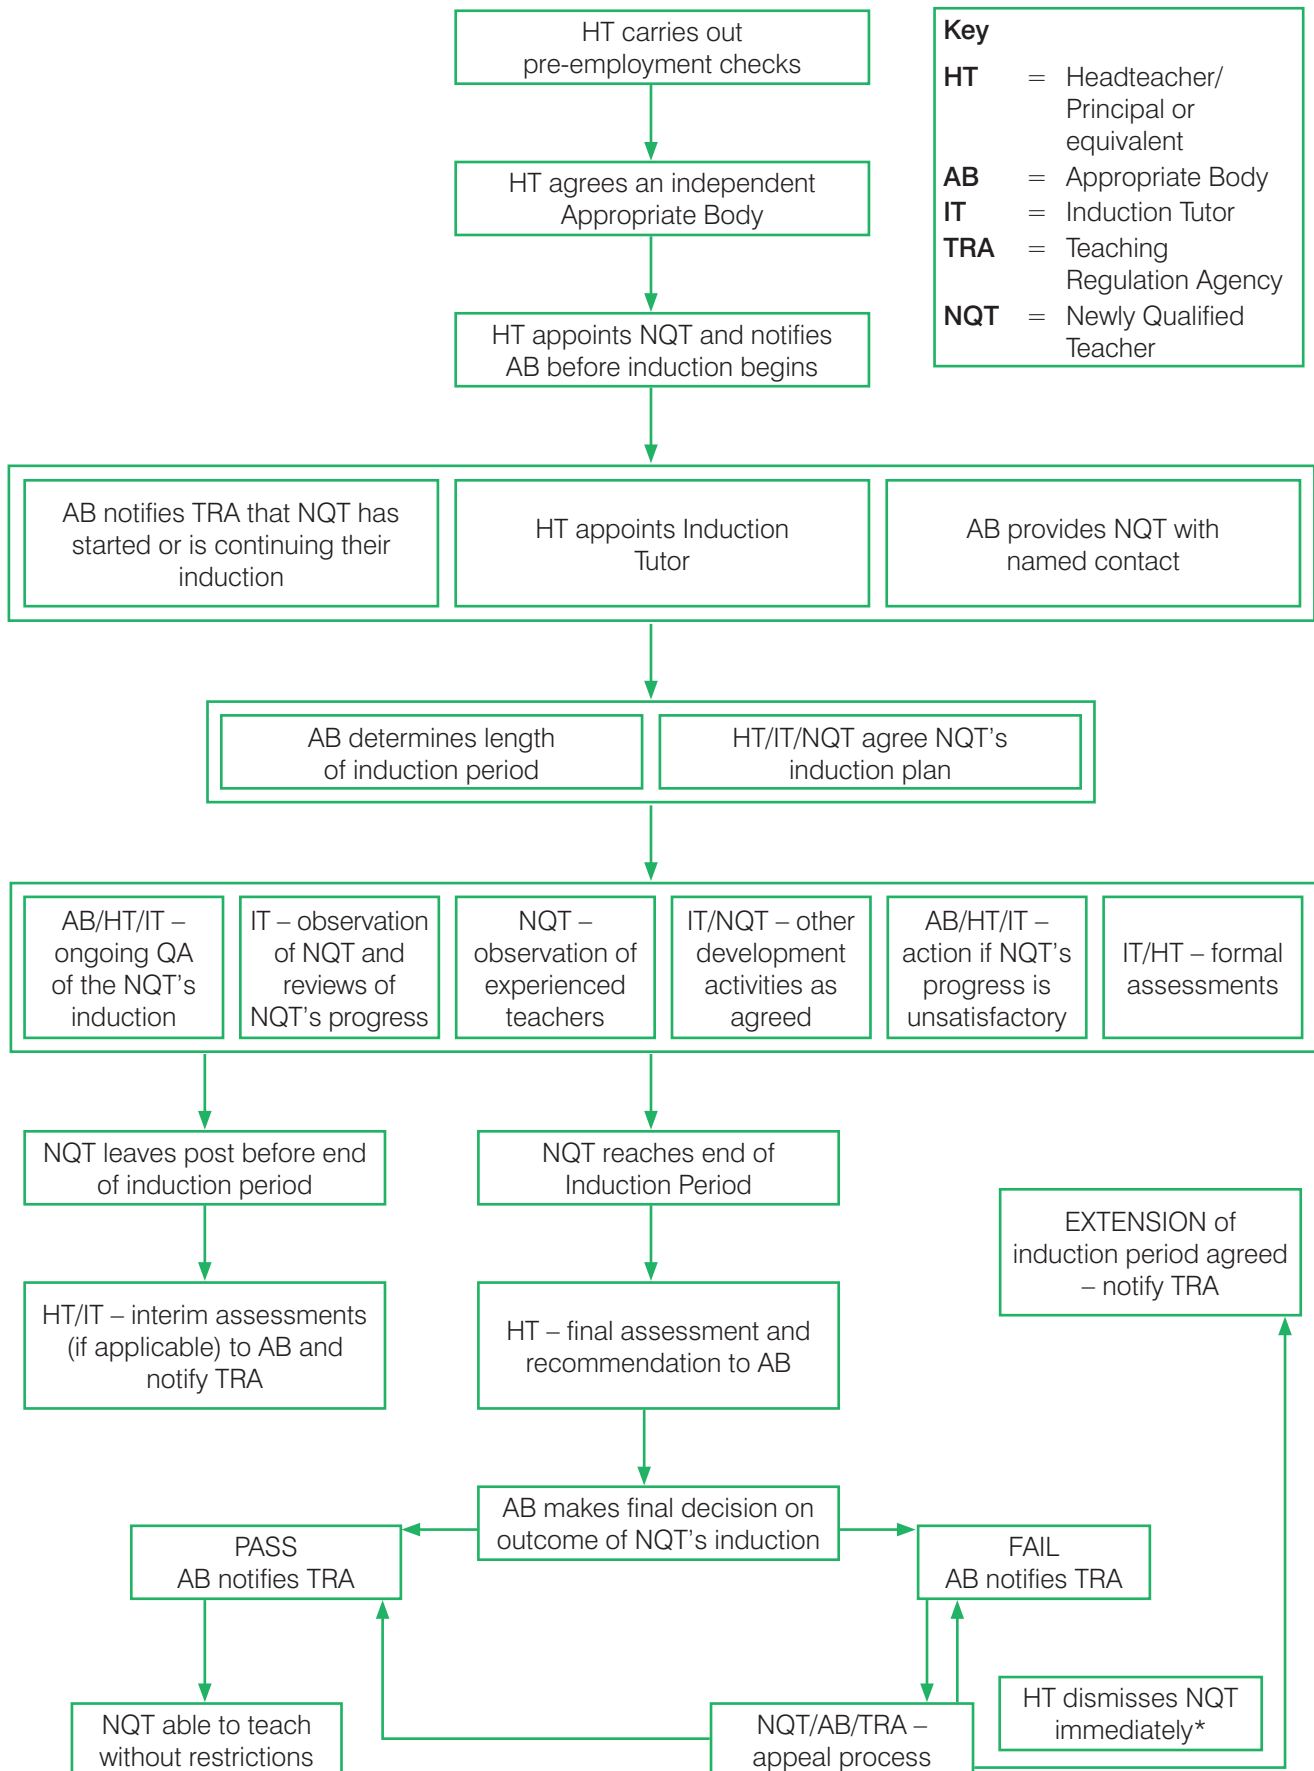 HT carries out
pre-employment checks
Key
HT = Headteacher/
Principal or
equivalent
AB = Appropriate Body
IT = Induction Tutor
TRA = Teaching
Regulation Agency
NQT = Newly Qualified
Teacher
HT agrees an independent
Appropriate Body
HT appoints NQT and notifies
AB before induction begins
AB notifies TRA that NQT has
started or is continuing their
induction
HT appoints Induction
Tutor
AB provides NQT with
named contact
AB determines length
of induction period
HT/IT/NQT agree NQT's
induction plan
AB/HT/IT –
ongoing QA
of the NQT's
induction
IT – observation
of NQT and
reviews of
NQT's progress
NQT –
observation of
experienced
teachers
IT/NQT – other
development
activities as
agreed
AB/HT/IT –
action if NQT's
progress is
unsatisfactory
IT/HT – formal
assessments
NQT leaves post before end
of induction period
NQT reaches end of
Induction Period
EXTENSION of
induction period agreed
– notify TRA
HT/IT – interim assessments
(if applicable) to AB and
notify TRA
HT – final assessment and
recommendation to AB
AB makes final decision on
outcome of NQT's induction
PASS
AB notifies TRA
FAIL
AB notifies TRA
NQT able to teach
without restrictions
NQT/AB/TRA –
appeal process
HT dismisses NQT
immediately*